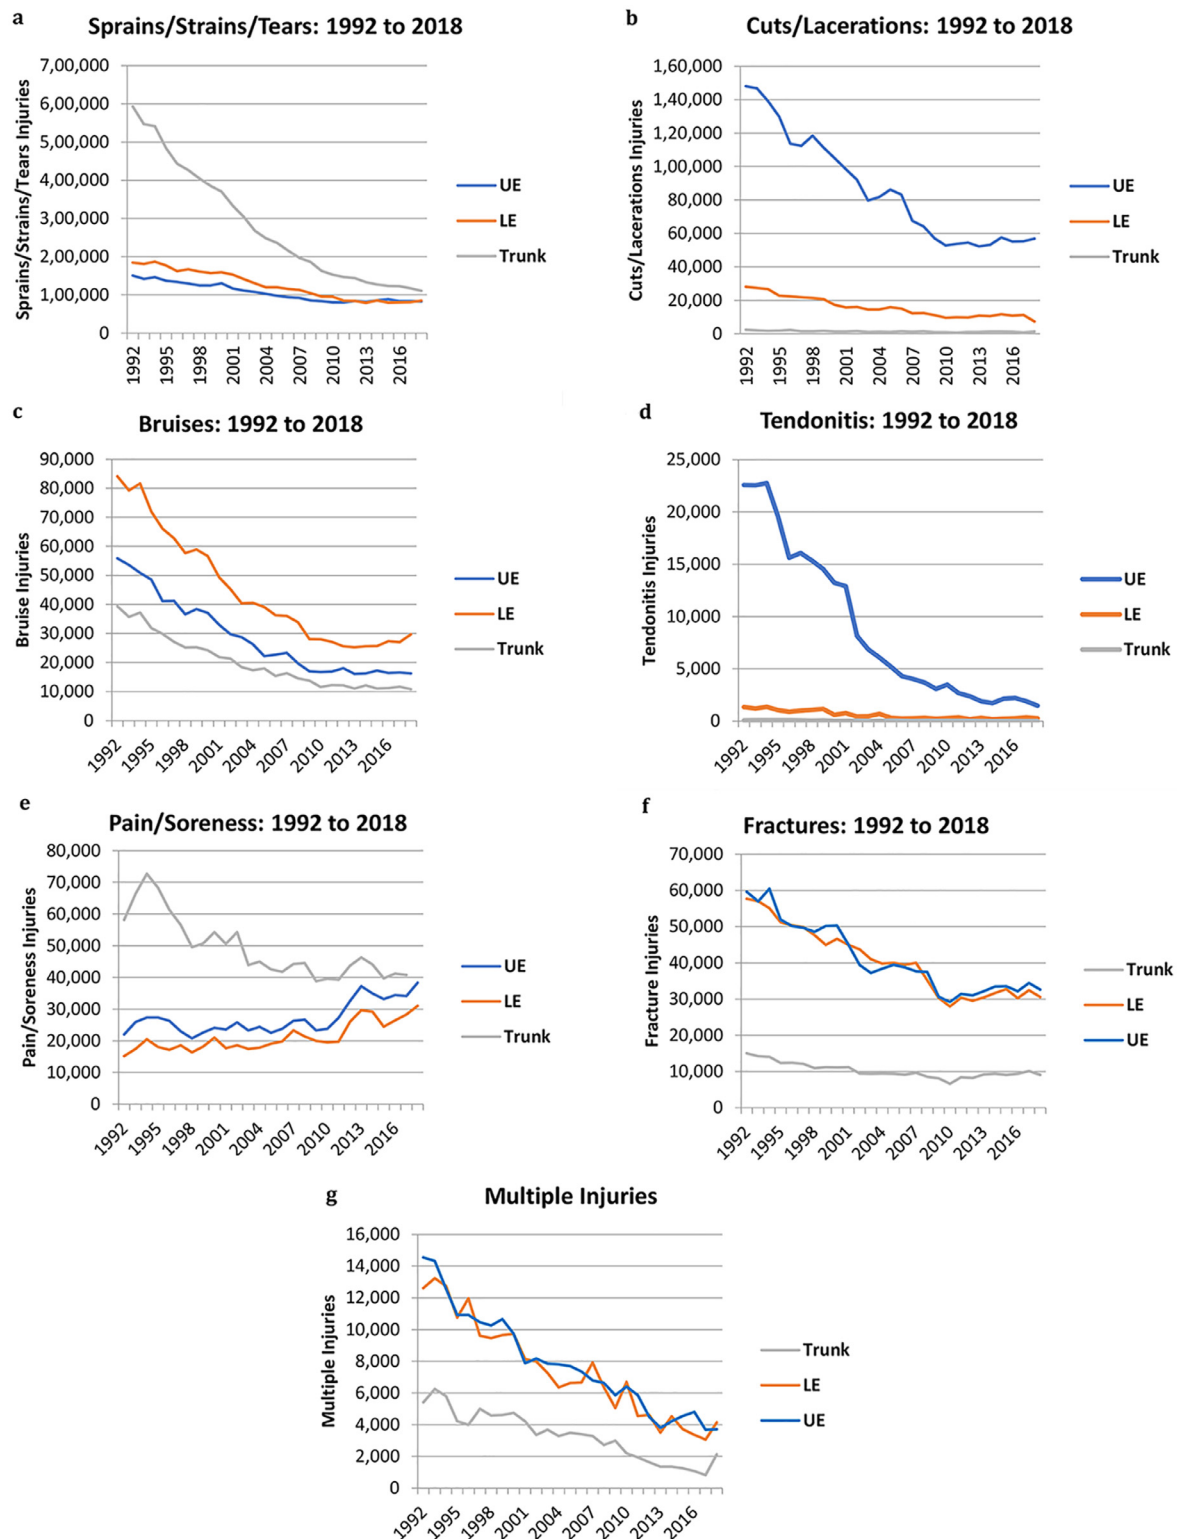 a
Sprains/Strains/Tears: 1992 to 2018
Sprains/Strains/Tears Injuries
7,00,000
6,00,000
5,00,000
4,00,000
3,00,000
2,00,000
1,00,000
0
1992
1995
1998
2001
2004
2007
2010
2013
2016
UE
LE
Trunk
b
Cuts/Lacerations: 1992 to 2018
Cuts/Lacerations Injuries
1,60,000
1,40,000
1,20,000
1,00,000
80,000
60,000
40,000
20,000
0
1992
1995
1998
2001
2004
2007
2010
2013
2016
UE
LE
Trunk
c
Bruises: 1992 to 2018
Bruise Injuries
90,000
80,000
70,000
60,000
50,000
40,000
30,000
20,000
10,000
0
1992
1995
1998
2001
2004
2007
2010
2013
2016
UE
LE
Trunk
d
Tendonitis: 1992 to 2018
Tendonitis Injuries
25,000
20,000
15,000
10,000
5,000
0
1992
1995
1998
2001
2004
2007
2010
2013
2016
UE
LE
Trunk
e
Pain/Soreness: 1992 to 2018
Pain/Soreness Injuries
80,000
70,000
60,000
50,000
40,000
30,000
20,000
10,000
0
1992
1995
1998
2001
2004
2007
2010
2013
2016
UE
LE
Trunk
f
Fractures: 1992 to 2018
Fracture Injuries
70,000
60,000
50,000
40,000
30,000
20,000
10,000
0
1992
1995
1998
2001
2004
2007
2010
2013
2016
Trunk
LE
UE
g
Multiple Injuries
Multiple Injuries
16,000
14,000
12,000
10,000
8,000
6,000
4,000
2,000
0
1992
1995
1998
2001
2004
2007
2010
2013
2016
Trunk
LE
UE